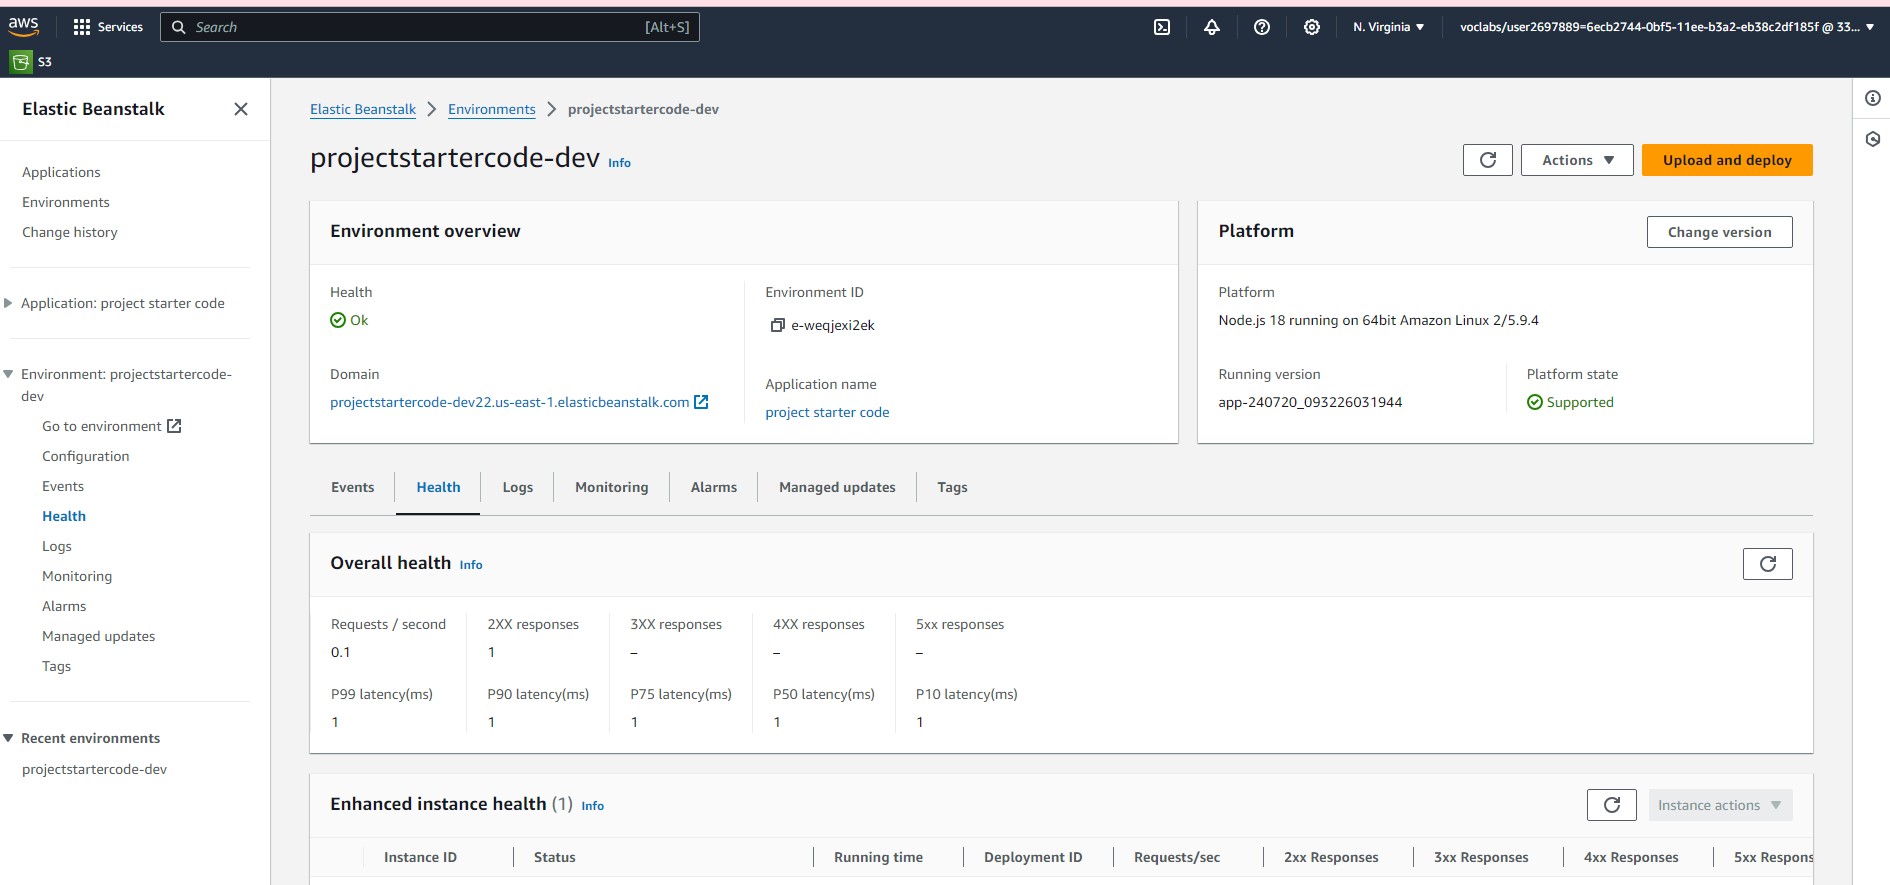 aws
Services
Search
[Alt+S]
N. Virginia
voclabs/user2697889=6ecb2744-0bf5-11ee-b3a2-eb38c2df185f @ 33...
S3
Elastic Beanstalk
Applications
Environments
Change history
Application: project starter code
Environment: projectstartercode-
dev
Go to environment
Configuration
Events
Health
Logs
Monitoring
Alarms
Managed updates
Tags
Recent environments
projectstartercode-dev
Elastic Beanstalk
Environments
projectstartercode-dev
projectstartercode-dev Info
Actions
Upload and deploy
Environment overview
Health
Ok
Domain
projectstartercode-dev22.us-east-1.elasticbeanstalk.com
Environment ID
e-weqjexi2ek
Application name
project starter code
Platform
Change version
Platform
Node.js 18 running on 64bit Amazon Linux 2/5.9.4
Running version
app-240720_093226031944
Platform state
Supported
Events
Health
Logs
Monitoring
Alarms
Managed updates
Tags
Overall health Info
Requests / second
0.1
2XX responses
1
3XX responses
–
4XX responses
–
5xx responses
–
P99 latency(ms)
1
P90 latency(ms)
1
P75 latency(ms)
1
P50 latency(ms)
1
P10 latency(ms)
1
Enhanced instance health (1) Info
Instance actions
Instance ID
Status
Running time
Deployment ID
Requests/sec
2xx Responses
3xx Responses
4xx Responses
5xx Respons